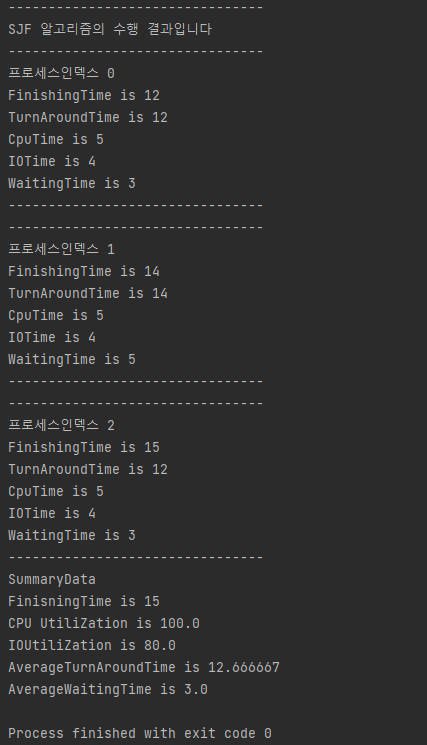 --------------------------------
SJF 알고리즘의 수행 결과입니다
--------------------------------
프로세스인덱스 0
FinishingTime is 12
TurnAroundTime is 12
CpuTime is 5
IOTime is 4
WaitingTime is 3
--------------------------------
--------------------------------
프로세스인덱스 1
FinishingTime is 14
TurnAroundTime is 14
CpuTime is 5
IOTime is 4
WaitingTime is 5
--------------------------------
--------------------------------
프로세스인덱스 2
FinishingTime is 15
TurnAroundTime is 12
CpuTime is 5
IOTime is 4
WaitingTime is 3
--------------------------------
SummaryData
FinisningTime is 15
CPU UtiliZation is 100.0
IOUtiliZation is 80.0
AverageTurnAroundTime is 12.666667
AverageWaitingTime is 3.0
Process finished with exit code 0